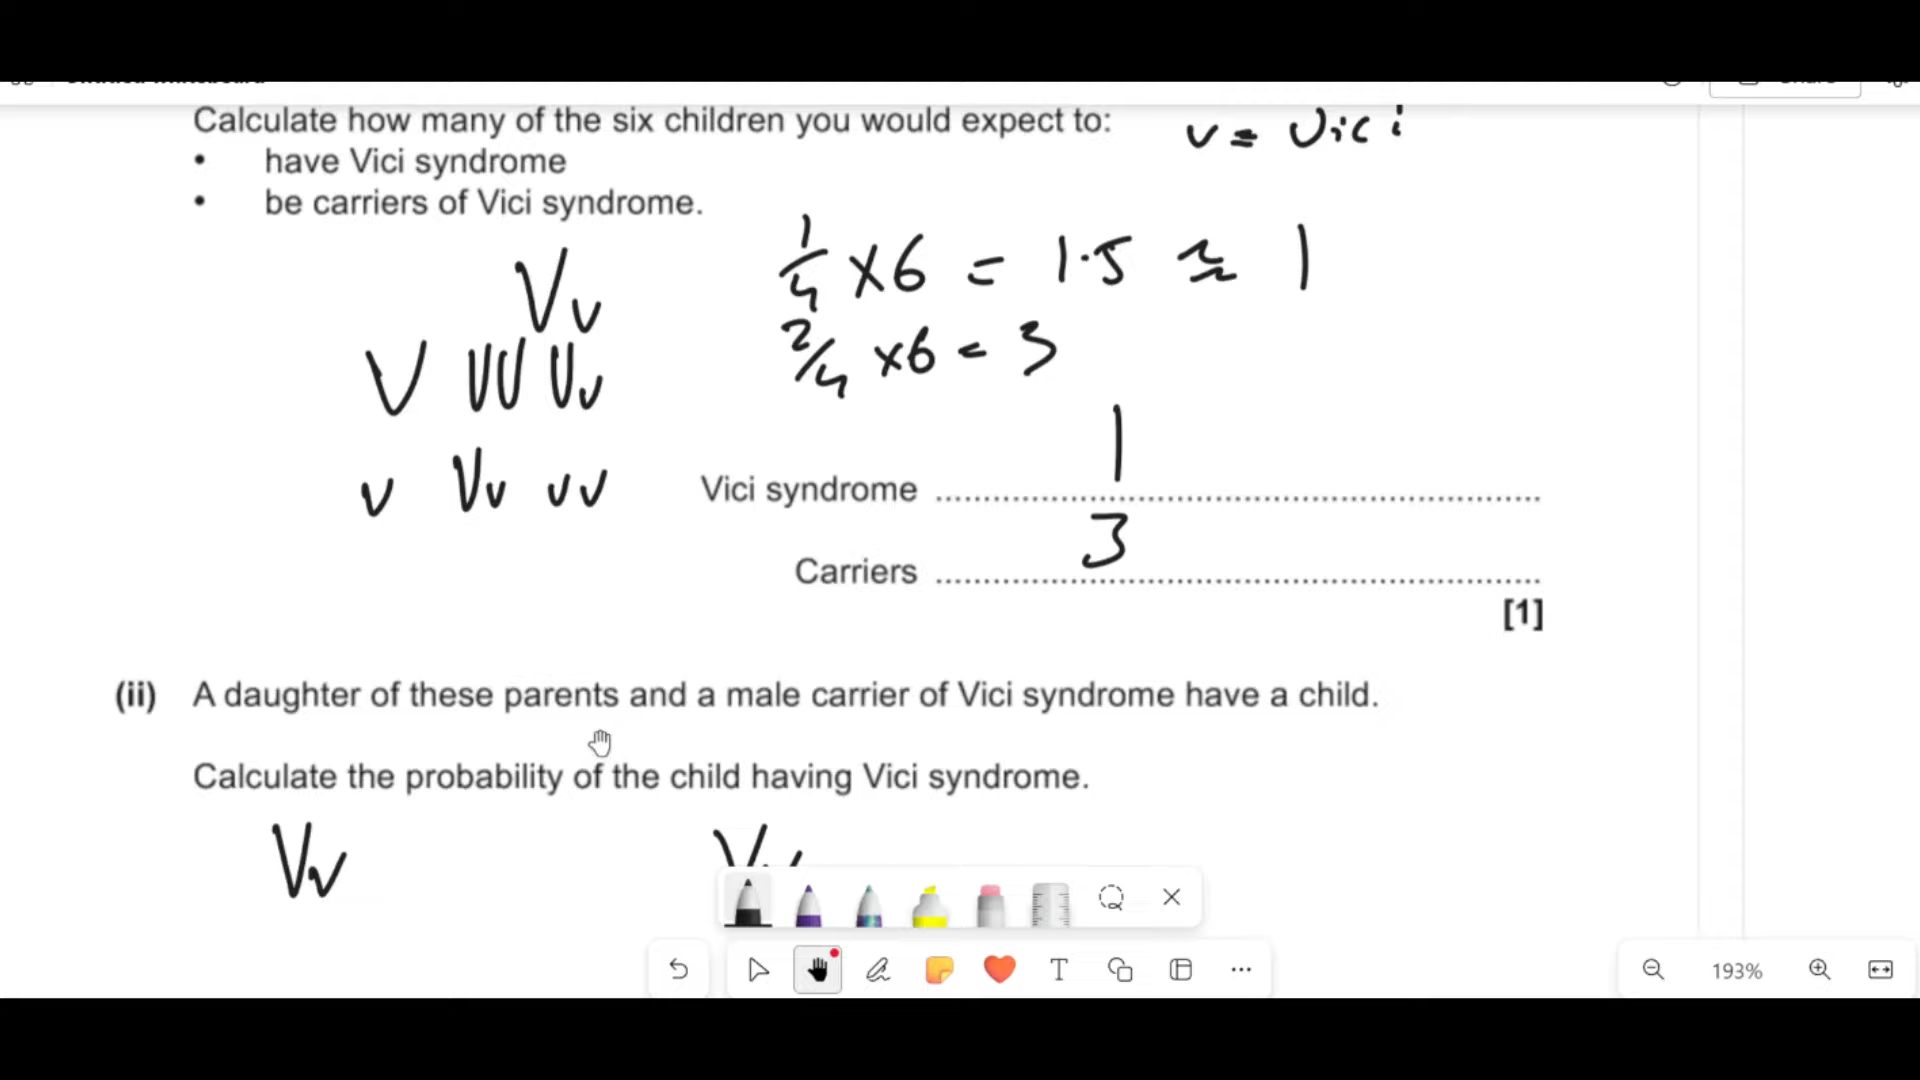 Calculate how many of the six children you would expect to:
v = vici
• have Vici syndrome
• be carriers of Vici syndrome.
1/4 ×6 = 1.5 ≈ 1
2/4 ×6 = 3
V v
V VV Vv
v Vv vv
1
Vici syndrome ..........
3
Carriers ..........
[1]
(ii) A daughter of these parents and a male carrier of Vici syndrome have a child.
Calculate the probability of the child having Vici syndrome.
Vv
193%